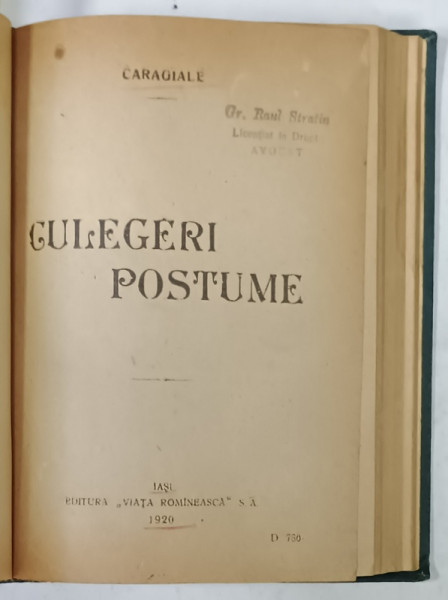 CARAGIALE
Gr. Raul Stratin
Licențiat în Drept
AVOCAT
CULEGERI
POSTUME
IAȘI,
EDITURA „VIAȚA ROMÎNEASCĂ“ S. A.
1920
D 750